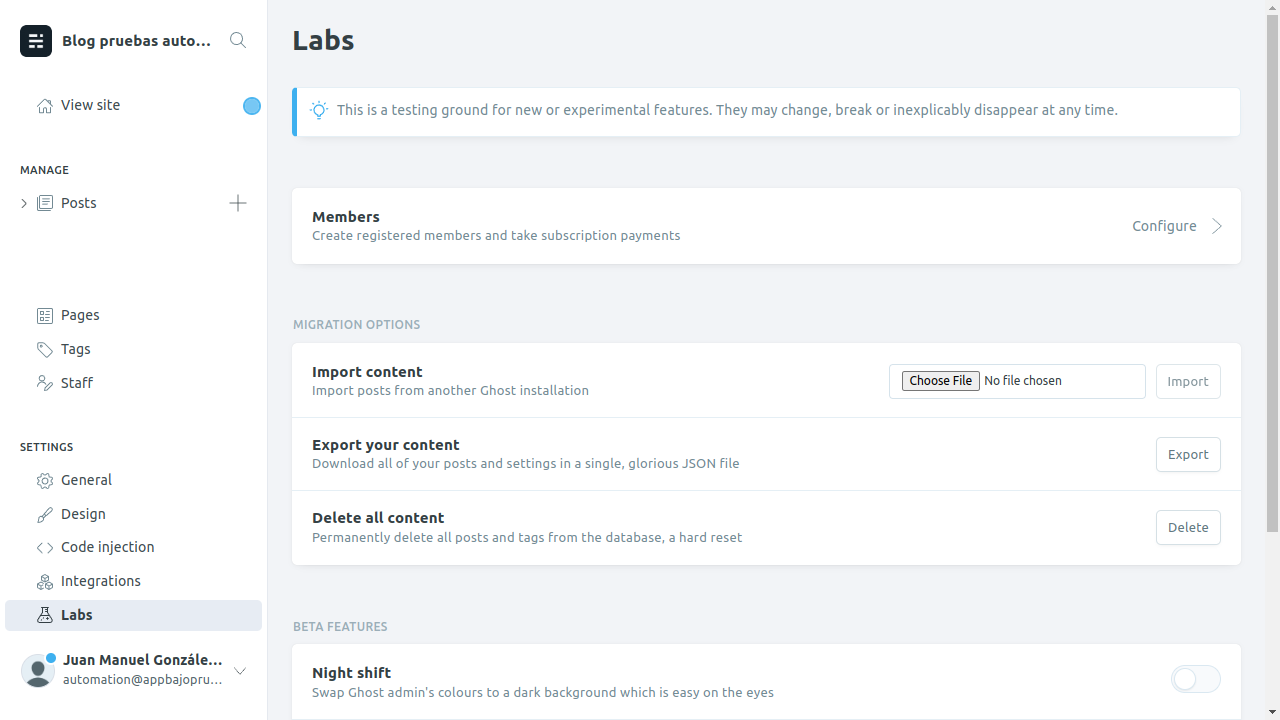 Blog pruebas auto...
View site
MANAGE
Posts
Pages
Tags
Staff
SETTINGS
General
Design
Code injection
Integrations
Labs
Juan Manuel Gonzále...
automation@appbajopru...
Labs
This is a testing ground for new or experimental features. They may change, break or inexplicably disappear at any time.
Members
Create registered members and take subscription payments
Configure
MIGRATION OPTIONS
Import content
Import posts from another Ghost installation
Choose File No file chosen
Import
Export your content
Download all of your posts and settings in a single, glorious JSON file
Export
Delete all content
Permanently delete all posts and tags from the database, a hard reset
Delete
BETA FEATURES
Night shift
Swap Ghost admin's colours to a dark background which is easy on the eyes